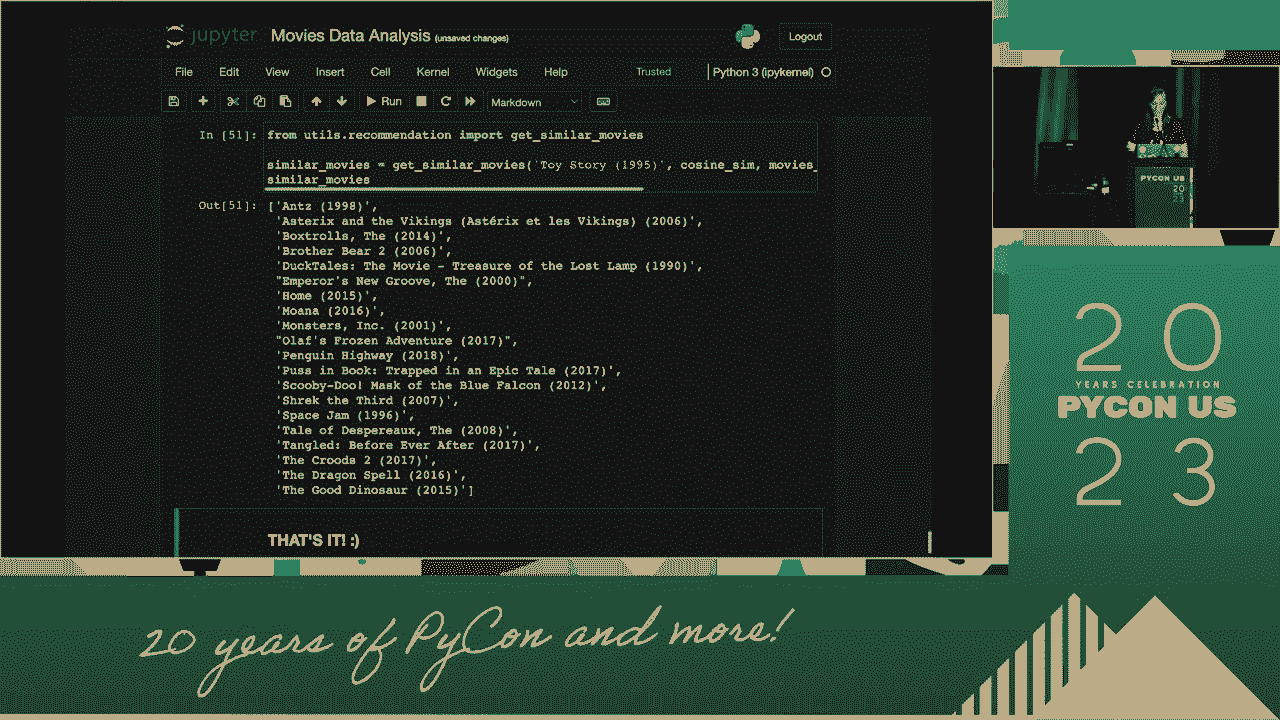 jupyter Movies Data Analysis (unsaved changes) Logout
File Edit View Insert Cell Kernel Widgets Help Trusted Python 3 (ipykernel)
Run Markdown
In [51]: from utils.recommendation import get_similar_movies
similar_movies = get_similar_movies('Toy Story (1995)', cosine_sim, movies_
similar_movies
Out[51]: ['Antz (1998)',
'Asterix and the Vikings (Astérix et les Vikings) (2006)',
'Boxtrolls, The (2014)',
'Brother Bear 2 (2006)',
'DuckTales: The Movie - Treasure of the Lost Lamp (1990)',
"Emperor's New Groove, The (2000)",
'Home (2015)',
'Moana (2016)',
'Monsters, Inc. (2001)',
"Olaf's Frozen Adventure (2017)",
'Penguin Highway (2018)',
'Puss in Book: Trapped in an Epic Tale (2017)',
'Scooby-Doo! Mask of the Blue Falcon (2012)',
'Shrek the Third (2007)',
'Space Jam (1996)',
'Tale of Despereaux, The (2008)',
'Tangled: Before Ever After (2017)',
'The Croods 2 (2017)',
'The Dragon Spell (2016)',
'The Good Dinosaur (2015)']
THAT'S IT! :)
PYCON US
20
23
20
YEARS CELEBRATION
PYCON US
23
20 years of PyCon and more!